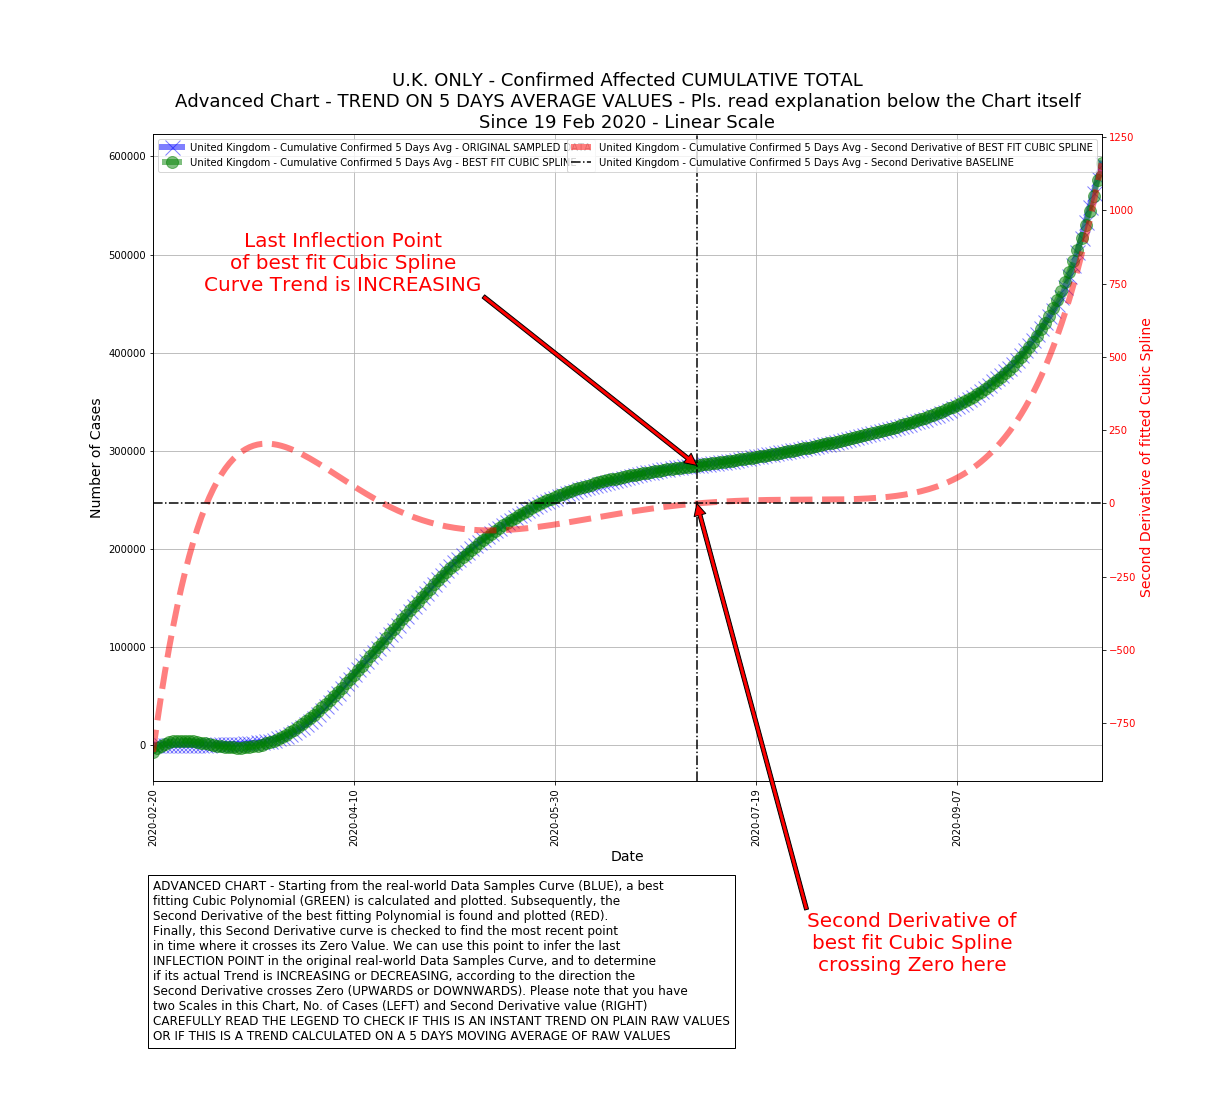 U.K. ONLY - Confirmed Affected CUMULATIVE TOTAL
Advanced Chart - TREND ON 5 DAYS AVERAGE VALUES - Pls. read explanation below the Chart itself
Since 19 Feb 2020 - Linear Scale
United Kingdom - Cumulative Confirmed 5 Days Avg - ORIGINAL SAMPLED
United Kingdom - Cumulative Confirmed 5 Days Avg - BEST FIT CUBIC SPLINE
United Kingdom - Cumulative Confirmed 5 Days Avg - Second Derivative of BEST FIT CUBIC SPLINE
United Kingdom - Cumulative Confirmed 5 Days Avg - Second Derivative BASELINE
Last Inflection Point
of best fit Cubic Spline
Curve Trend is INCREASING
Number of Cases
600000
500000
400000
300000
200000
100000
0
1250
1000
750
500
250
0
−250
−500
−750
Second Derivative of fitted Cubic Spline
2020-02-20
2020-04-10
2020-05-30
2020-07-19
2020-09-07
Date
Second Derivative of
best fit Cubic Spline
crossing Zero here
ADVANCED CHART - Starting from the real-world Data Samples Curve (BLUE), a best
fitting Cubic Polynomial (GREEN) is calculated and plotted. Subsequently, the
Second Derivative of the best fitting Polynomial is found and plotted (RED).
Finally, this Second Derivative curve is checked to find the most recent point
in time where it crosses its Zero Value. We can use this point to infer the last
INFLECTION POINT in the original real-world Data Samples Curve, and to determine
if its actual Trend is INCREASING or DECREASING, according to the direction the
Second Derivative crosses Zero (UPWARDS or DOWNWARDS). Please note that you have
two Scales in this Chart, No. of Cases (LEFT) and Second Derivative value (RIGHT)
CAREFULLY READ THE LEGEND TO CHECK IF THIS IS AN INSTANT TREND ON PLAIN RAW VALUES
OR IF THIS IS A TREND CALCULATED ON A 5 DAYS MOVING AVERAGE OF RAW VALUES